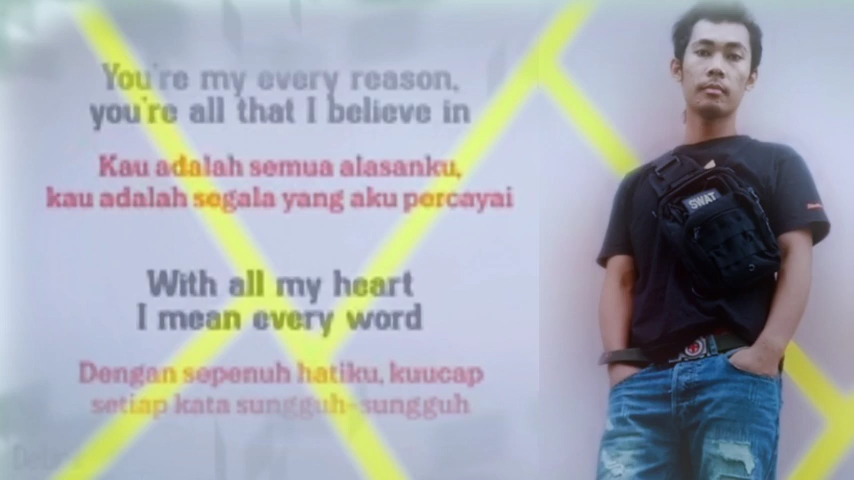 You're my every reason,
you're all that I believe in
Kau adalah semua alasanku,
kau adalah segala yang aku percayai
With all my heart
I mean every word
Dengan sepenuh hatiku, kuucap
setiap kata sungguh-sungguh
SWAT